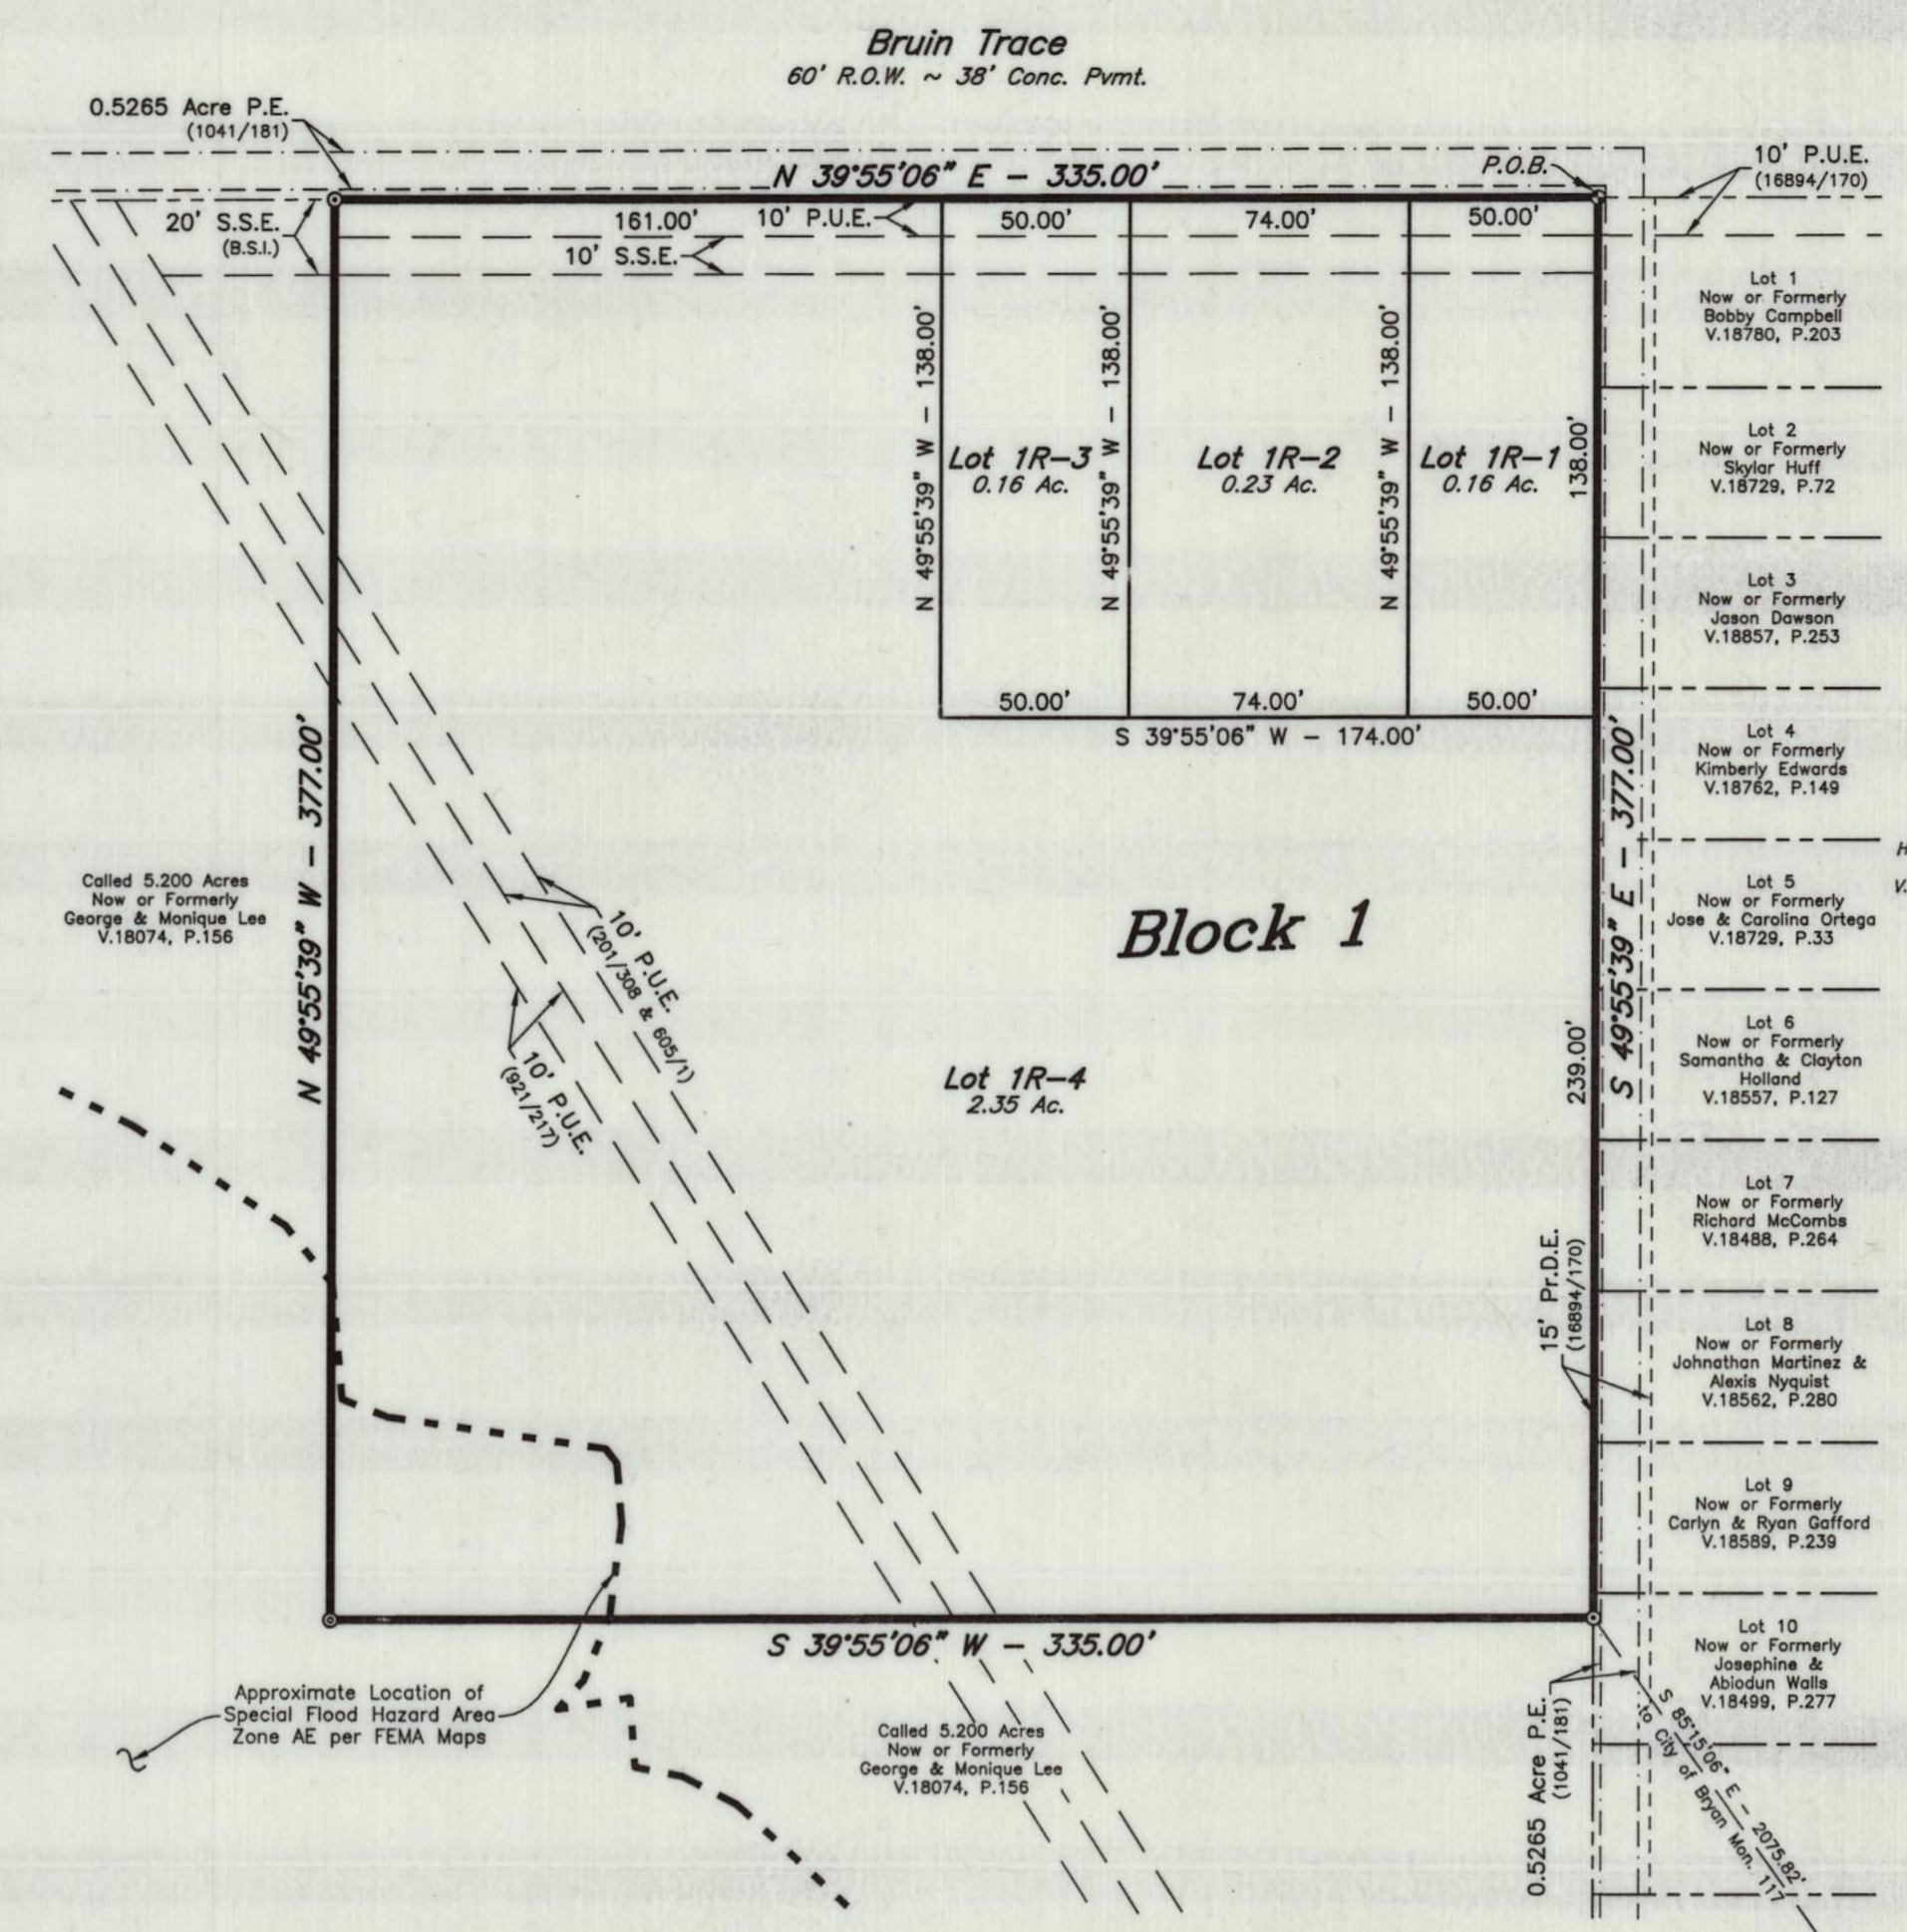 Bruin Trace
60' R.O.W. ~ 38' Conc. Pvmt.
0.5265 Acre P.E.
(1041/181)
N 39°55'06" E – 335.00'
P.O.B.
10' P.U.E.
(16894/170)
20' S.S.E.
(B.S.I.)
161.00'
10' P.U.E.
50.00'
74.00'
50.00'
10' S.S.E.
N 49°55'39" W – 138.00'
N 49°55'39" W – 138.00'
N 49°55'39" W – 138.00'
138.00'
Lot 1R–3
0.16 Ac.
Lot 1R–2
0.23 Ac.
Lot 1R–1
0.16 Ac.
50.00'
74.00'
50.00'
S 39°55'06" W – 174.00'
Lot 1
Now or Formerly
Bobby Campbell
V.18780, P.203
Lot 2
Now or Formerly
Skylar Huff
V.18729, P.72
Lot 3
Now or Formerly
Jason Dawson
V.18857, P.253
Lot 4
Now or Formerly
Kimberly Edwards
V.18762, P.149
Lot 5
Now or Formerly
Jose & Carolina Ortega
V.18729, P.33
Lot 6
Now or Formerly
Samantha & Clayton
Holland
V.18557, P.127
Lot 7
Now or Formerly
Richard McCombs
V.18488, P.264
Lot 8
Now or Formerly
Johnathan Martinez &
Alexis Nyquist
V.18562, P.280
Lot 9
Now or Formerly
Carlyn & Ryan Gafford
V.18589, P.239
Lot 10
Now or Formerly
Josephine &
Abiodun Walls
V.18499, P.277
N 49°55'39" W – 377.00'
S 49°55'39" E – 377.00'
Called 5.200 Acres
Now or Formerly
George & Monique Lee
V.18074, P.156
Block 1
10' P.U.E.
(201/308 & 605/1)
10' P.U.E.
(921/217)
Lot 1R–4
2.35 Ac.
239.00'
15' Pr.D.E.
(16894/170)
S 39°55'06" W – 335.00'
Approximate Location of
Special Flood Hazard Area
Zone AE per FEMA Maps
Called 5.200 Acres
Now or Formerly
George & Monique Lee
V.18074, P.156
0.5265 Acre P.E.
(1041/181)
S 85°15'06" E – 2075.82'
to City of Bryan Mon. 117
H
V.